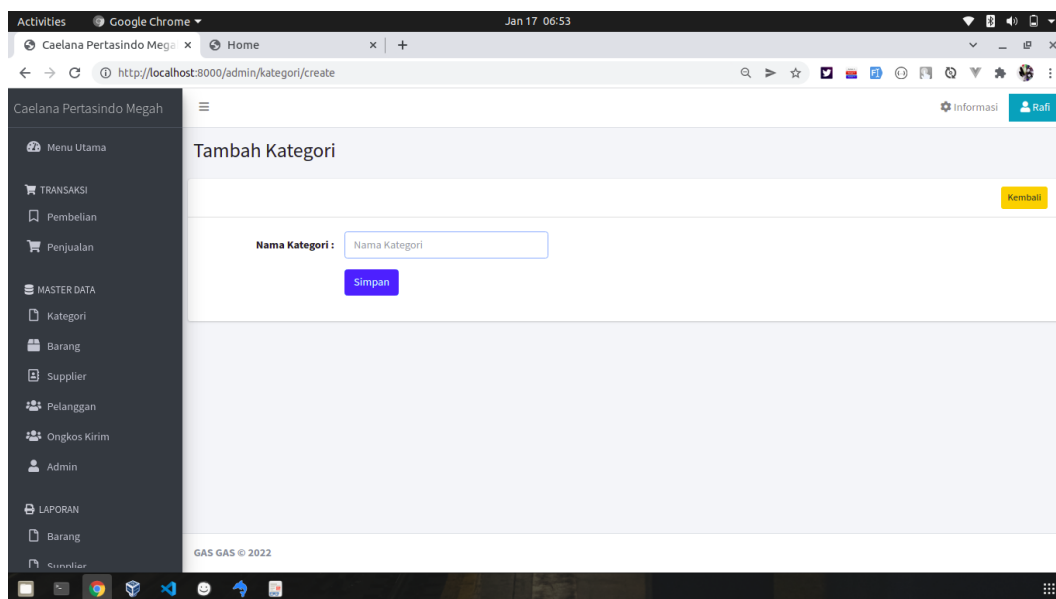 Activities Google Chrome Jan 17 06:53
Caelana Pertasindo Mega Home
http://localhost:8000/admin/kategori/create
Caelana Pertasindo Megah Informasi Rafi
Menu Utama
Tambah Kategori
TRANSAKSI
Kembali
Pembelian
Penjualan
Nama Kategori : Nama Kategori
Simpan
MASTER DATA
Kategori
Barang
Supplier
Pelanggan
Ongkos Kirim
Admin
LAPORAN
Barang
Supplier
GAS GAS © 2022